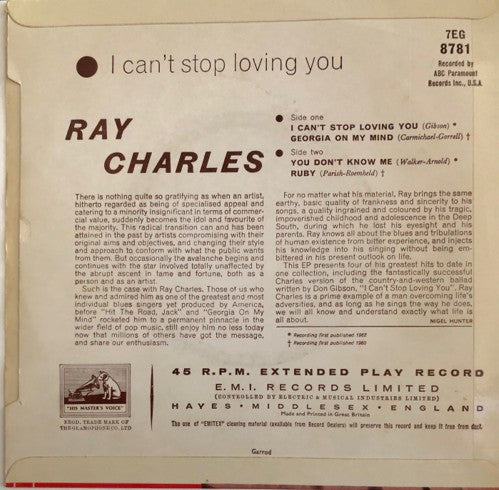 7EG
8781
Recorded by
ABC Paramount
Records Inc., U.S.A.
● I can't stop loving you
RAY
CHARLES
● Side one
I CAN'T STOP LOVING YOU (Gibson) *
GEORGIA ON MY MIND (Carmichael-Gorrell) †
● Side two
YOU DON'T KNOW ME (Walker-Arnold) *
RUBY (Parish-Roemheld) †
There is nothing quite so gratifying as when an artist,
hitherto regarded as being of specialised appeal and
catering to a minority insignificant in terms of commer-
cial value, suddenly becomes the idol and favourite of
the majority. This radical transition can and has been
attained in the past by artists compromising with their
original aims and objectives, and changing their style
and approach to conform with what the public wants
from them. But occasionally the avalanche begins and
continues with the star involved totally unaffected by
the abrupt ascent in fame and fortune, both as a
person and as an artist.
Such is the case with Ray Charles. Those of us who
knew and admired him as one of the greatest and most
individual blues singers yet produced by America,
before "Hit The Road, Jack" and "Georgia On My
Mind" rocketed him to a permanent pinnacle in the
wider field of pop music, still enjoy him no less today
now that millions of others have got the message,
and share our enthusiasm.
For no matter what his material, Ray brings the same
earthy, basic quality of frankness and sincerity to his
songs, a quality ingrained and coloured by his tragic,
impoverished childhood and adolescence in the Deep
South, during which he lost his eyesight and his
parents. Ray knows all about the blues and tribulations
of human existence from bitter experience, and injects
his knowledge into his singing without being em-
bittered in his present outlook on life.
This EP presents four of his greatest hits to date in
one collection, including the fantastically successful
Charles version of the country-and-western ballad
written by Don Gibson, "I Can't Stop Loving You". Ray
Charles is a prime example of a man overcoming life's
adversities, and as long as he sings the way he does,
we will all know and understand exactly what life is
all about.
NIGEL HUNTER
* Recording first published 1962
† Recording first published 1960
"HIS MASTER'S VOICE"
REGD. TRADE MARK OF
THE GRAMOPHONE CO. LTD
45 R.P.M. EXTENDED PLAY RECORD
E.M.I. RECORDS LIMITED
(CONTROLLED BY ELECTRIC & MUSICAL INDUSTRIES LIMITED)
HAYES · MIDDLESEX · ENGLAND
Made and Printed in Great Britain
The use of "EMITEX" cleaning material (available from Record Dealers) will preserve this record and keep it free from dust.
Garrod